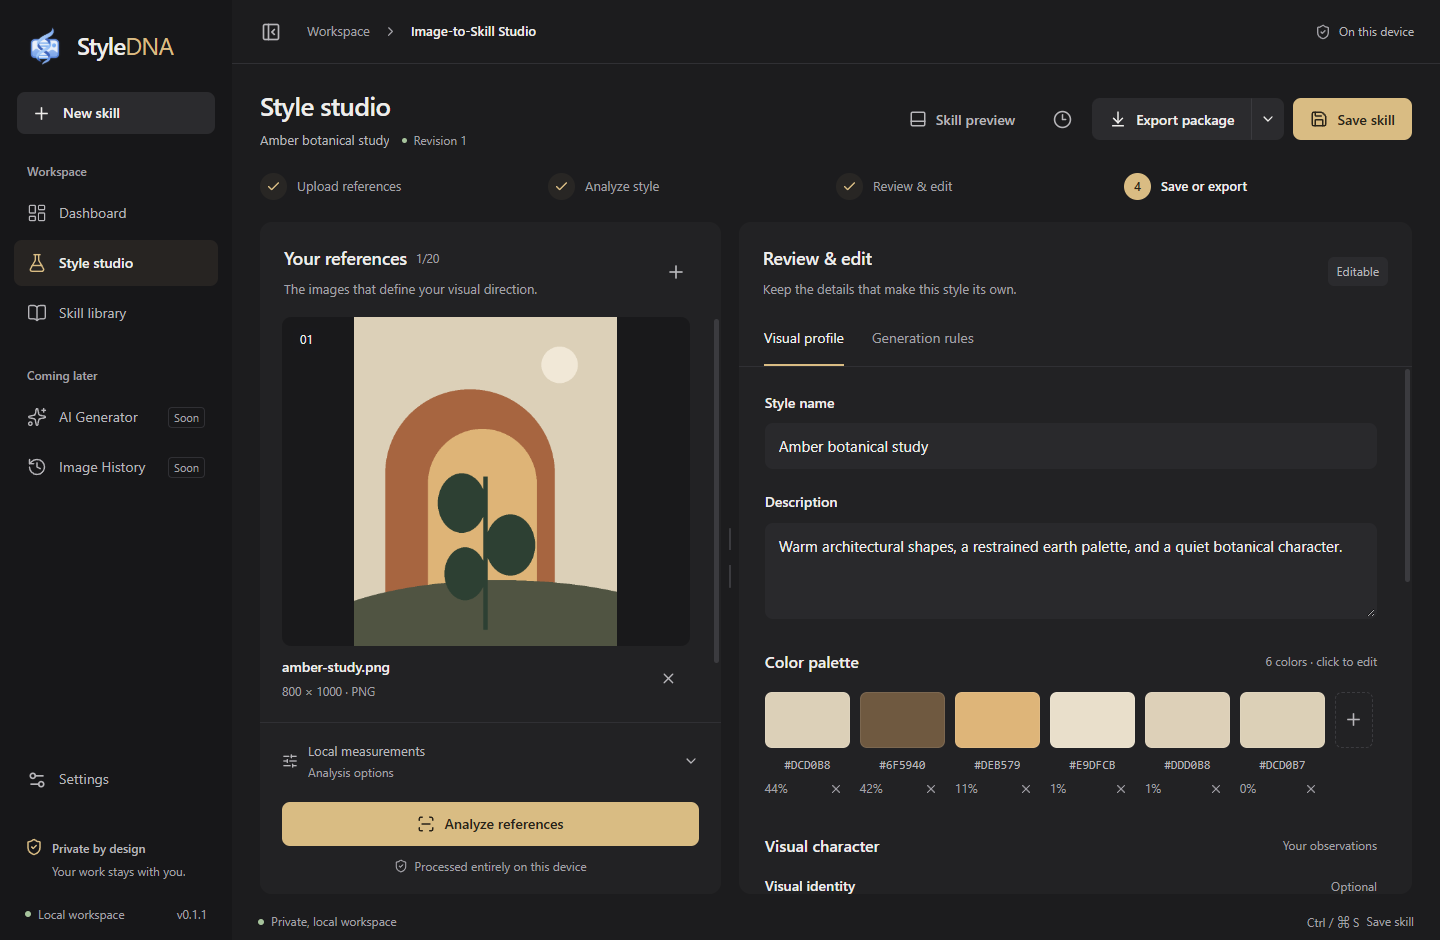 StyleDNA
New skill
Workspace
Dashboard
Style studio
Skill library
Coming later
AI Generator Soon
Image History Soon
Settings
Private by design
Your work stays with you.
Local workspace v0.1.1
Workspace > Image-to-Skill Studio
On this device
Style studio
Amber botanical study • Revision 1
Skill preview
Export package
Save skill
Upload references
Analyze style
Review & edit
4 Save or export
Your references 1/20
The images that define your visual direction.
01
amber-study.png
800 × 1000 · PNG
Local measurements
Analysis options
Analyze references
Processed entirely on this device
Review & edit
Keep the details that make this style its own.
Editable
Visual profile Generation rules
Style name
Amber botanical study
Description
Warm architectural shapes, a restrained earth palette, and a quiet botanical character.
Color palette 6 colors · click to edit
#DCD0B8 #6F5940 #DEB579 #E9DFCB #DDD0B8 #DCD0B7
44% 42% 11% 1% 1% 0%
Visual character Your observations
Visual identity Optional
Private, local workspace
Ctrl / ⌘ S Save skill